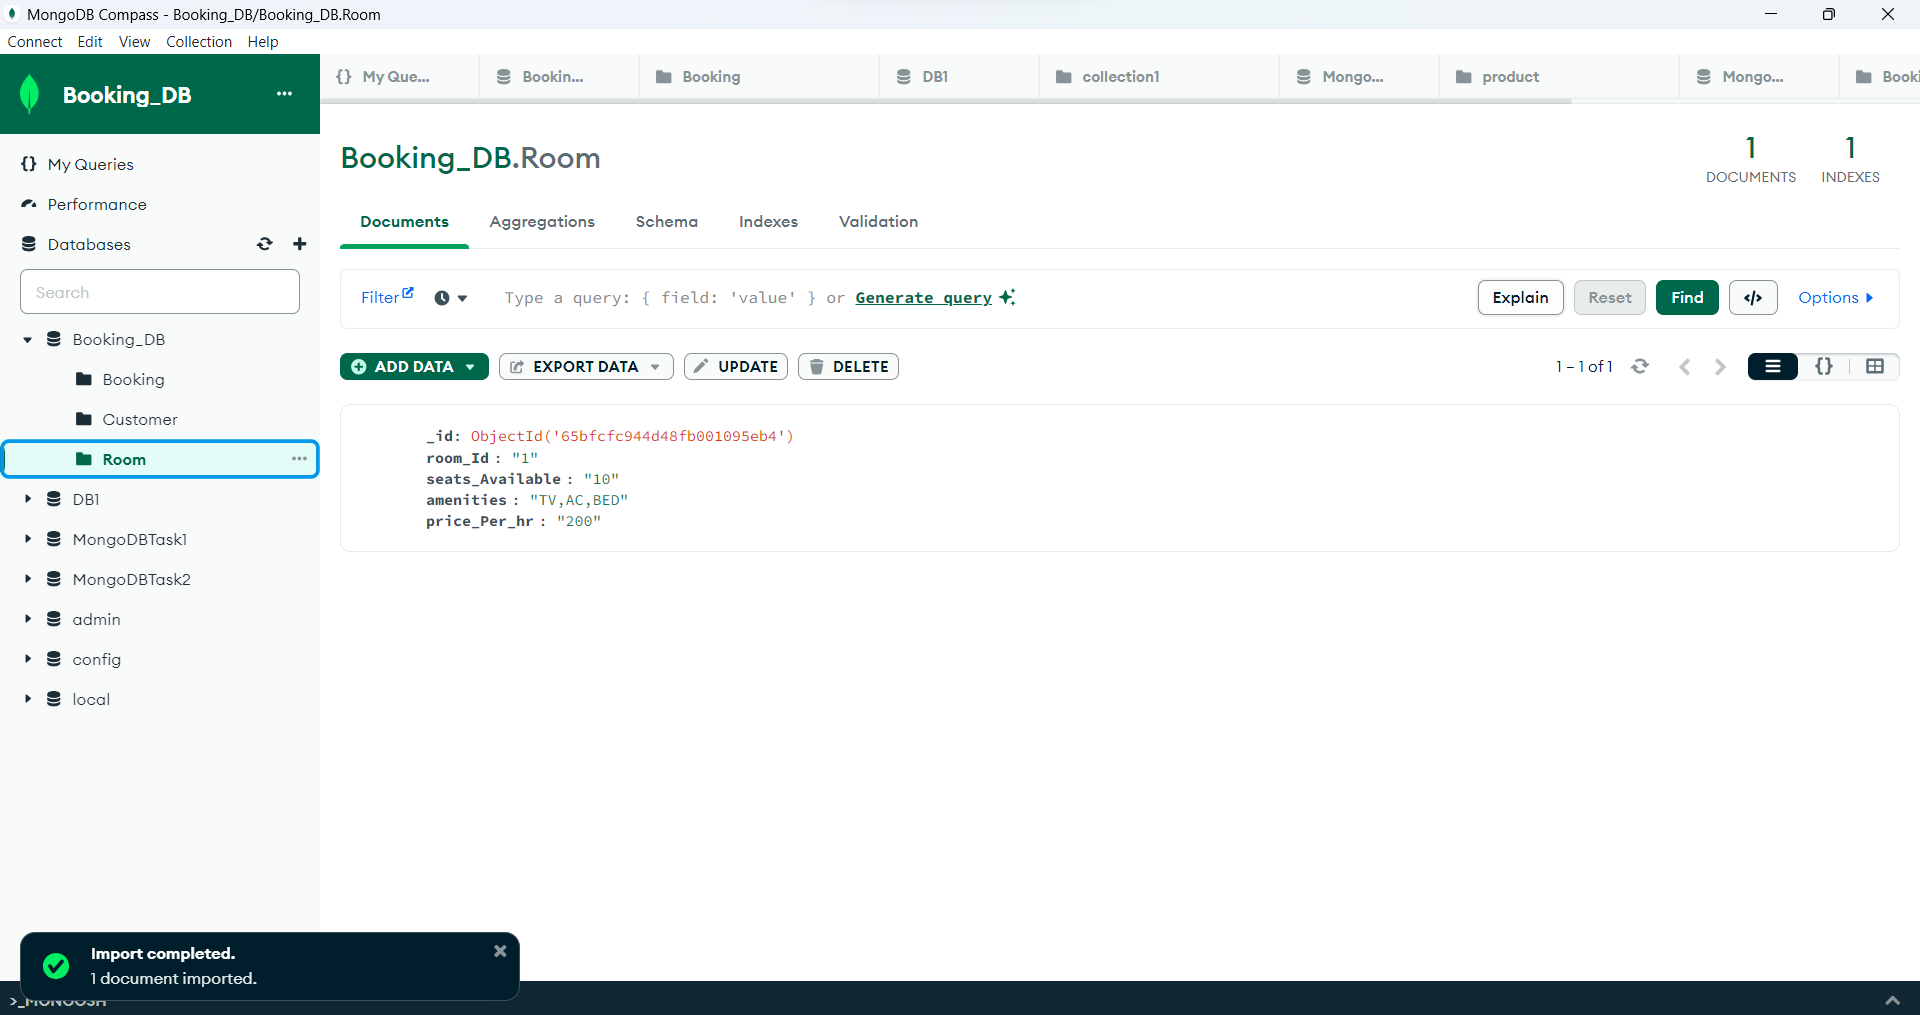 MongoDB Compass - Booking_DB/Booking_DB.Room
Connect Edit View Collection Help
Booking_DB
{} My Que...
Bookin...
Booking
DB1
collection1
Mongo...
product
Mongo...
Booki
My Queries
Performance
Databases
Search
Booking_DB
Booking
Customer
Room
DB1
MongoDBTask1
MongoDBTask2
admin
config
local
Booking_DB.Room
1 DOCUMENTS
1 INDEXES
Documents Aggregations Schema Indexes Validation
Filter Type a query: { field: 'value' } or Generate query Explain Reset Find </> Options
ADD DATA EXPORT DATA UPDATE DELETE 1 – 1 of 1 {}
_id: ObjectId('65bfcfc944d48fb001095eb4')
room_Id : "1"
seats_Available : "10"
amenities : "TV,AC,BED"
price_Per_hr : "200"
Import completed.
1 document imported.
>_MONGOSH